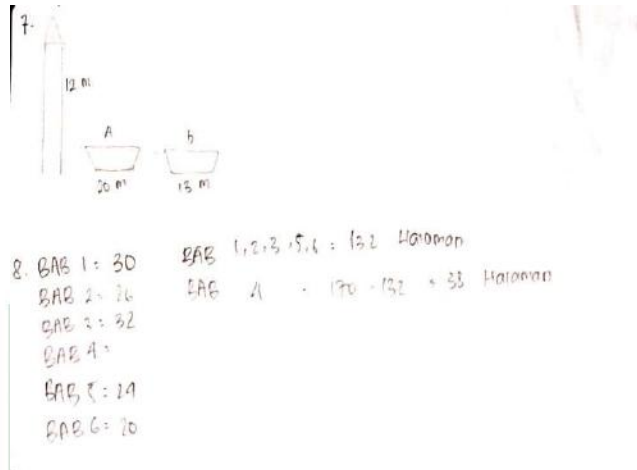 7.
12 m
A b
20 m 13 m
8. BAB 1 : 30 BAB 1,2,3,5,6 : 132 Halaman
BAB 2 : 26 BAB 4 : 170 - 132 = 38 Halaman
BAB 3 : 32
BAB 4 :
BAB 5 : 24
BAB 6 : 20